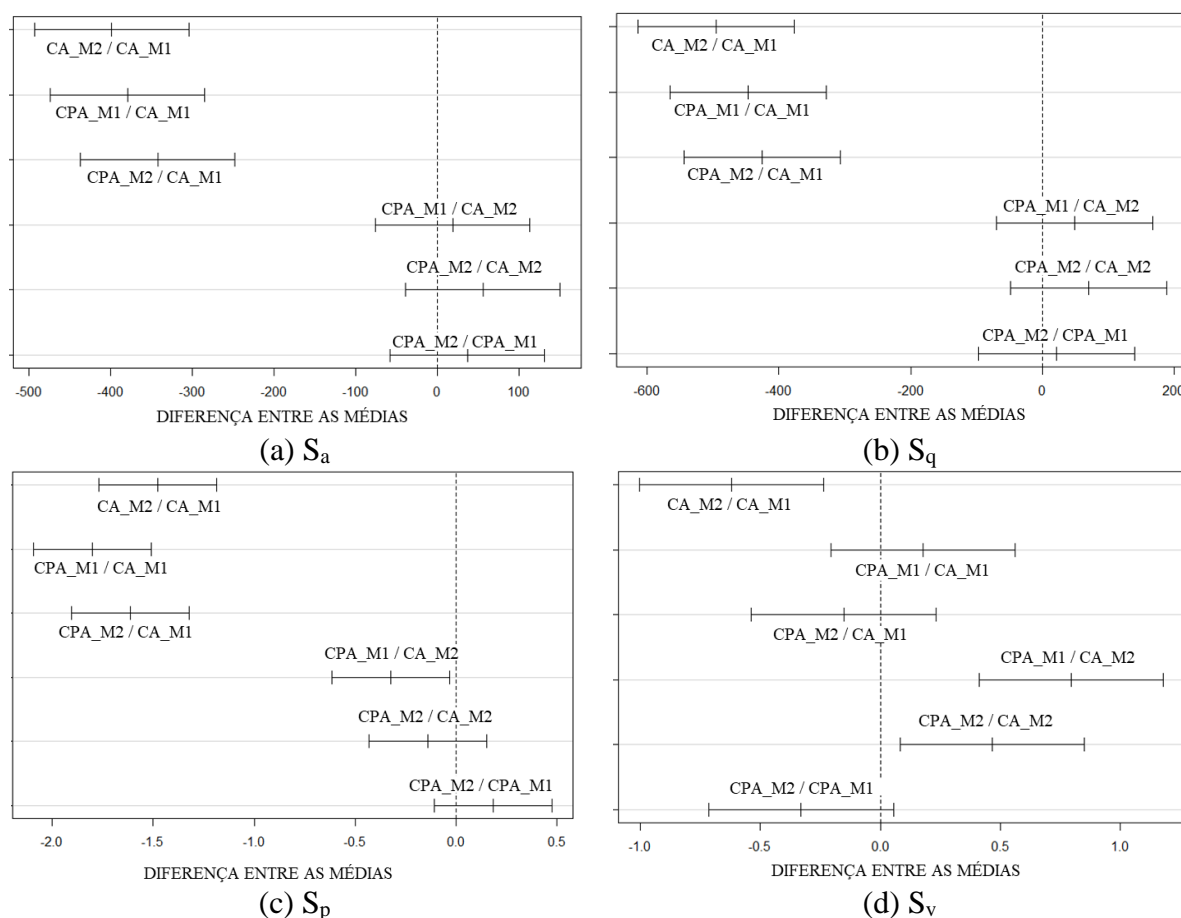 CA_M2 / CA_M1
CPA_M1 / CA_M1
CPA_M2 / CA_M1
CPA_M1 / CA_M2
CPA_M2 / CA_M2
CPA_M2 / CPA_M1
-500 -400 -300 -200 -100 0 100
DIFERENÇA ENTRE AS MÉDIAS
(a) Sa
CA_M2 / CA_M1
CPA_M1 / CA_M1
CPA_M2 / CA_M1
CPA_M1 / CA_M2
CPA_M2 / CA_M2
CPA_M2 / CPA_M1
-600 -400 -200 0 200
DIFERENÇA ENTRE AS MÉDIAS
(b) Sq
CA_M2 / CA_M1
CPA_M1 / CA_M1
CPA_M2 / CA_M1
CPA_M1 / CA_M2
CPA_M2 / CA_M2
CPA_M2 / CPA_M1
-2.0 -1.5 -1.0 -0.5 0.0 0.5
DIFERENÇA ENTRE AS MÉDIAS
(c) Sp
CA_M2 / CA_M1
CPA_M1 / CA_M1
CPA_M2 / CA_M1
CPA_M1 / CA_M2
CPA_M2 / CA_M2
CPA_M2 / CPA_M1
-1.0 -0.5 0.0 0.5 1.0
DIFERENÇA ENTRE AS MÉDIAS
(d) Sv